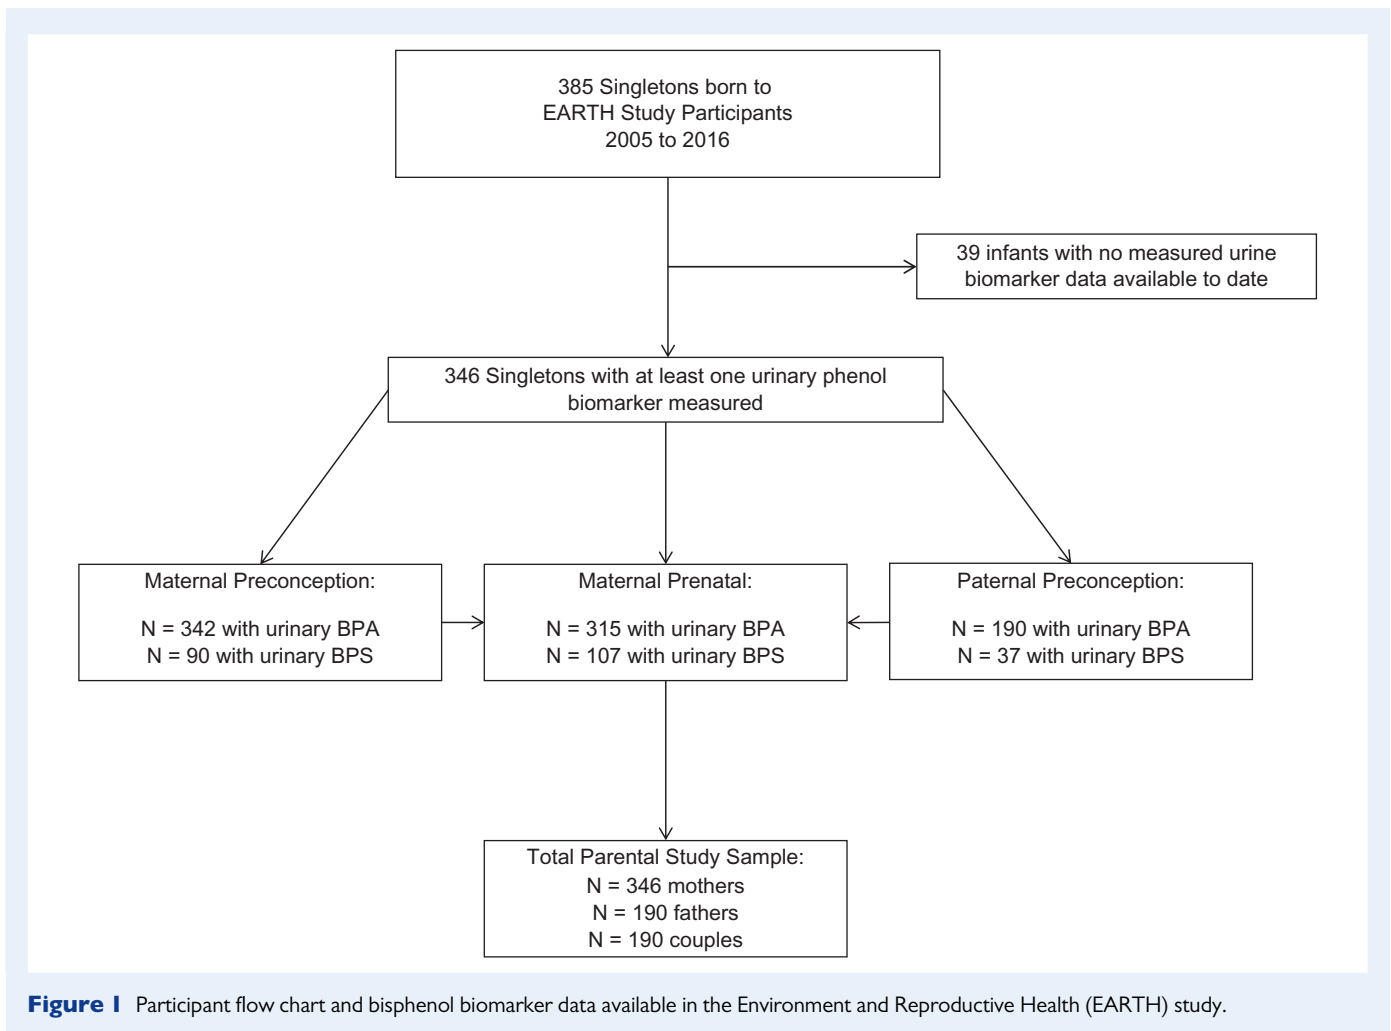 385 Singletons born to
EARTH Study Participants
2005 to 2016
39 infants with no measured urine
biomarker data available to date
346 Singletons with at least one urinary phenol
biomarker measured
Maternal Preconception:
N = 342 with urinary BPA
N = 90 with urinary BPS
Maternal Prenatal:
N = 315 with urinary BPA
N = 107 with urinary BPS
Paternal Preconception:
N = 190 with urinary BPA
N = 37 with urinary BPS
Total Parental Study Sample:
N = 346 mothers
N = 190 fathers
N = 190 couples
Figure 1 Participant flow chart and bisphenol biomarker data available in the Environment and Reproductive Health (EARTH) study.